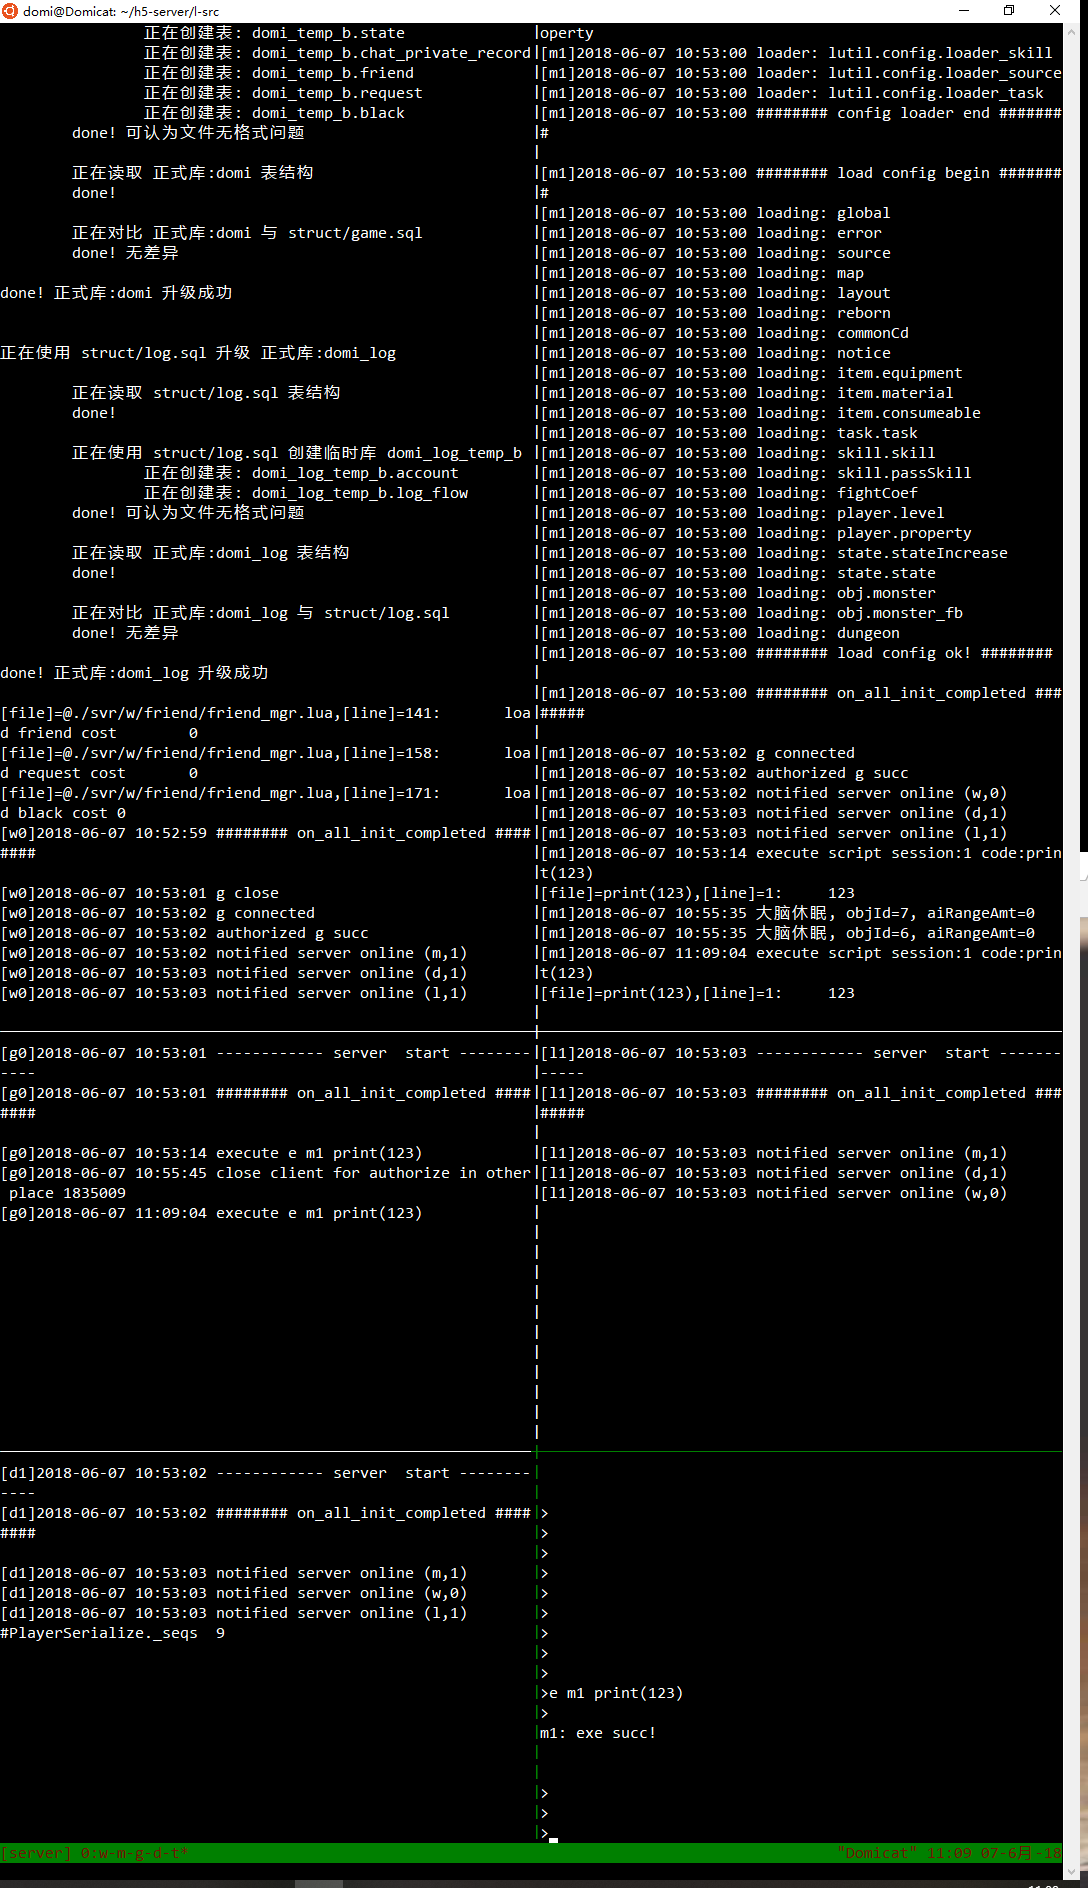 domi@Domicat: ~/h5-server/l-src
正在创建表: domi_temp_b.state
正在创建表: domi_temp_b.chat_private_record
正在创建表: domi_temp_b.friend
正在创建表: domi_temp_b.request
正在创建表: domi_temp_b.black
done! 可认为文件无格式问题
正在读取 正式库:domi 表结构
done!
正在对比 正式库:domi 与 struct/game.sql
done! 无差异
done! 正式库:domi 升级成功
正在使用 struct/log.sql 升级 正式库:domi_log
正在读取 struct/log.sql 表结构
done!
正在使用 struct/log.sql 创建临时库 domi_log_temp_b
正在创建表: domi_log_temp_b.account
正在创建表: domi_log_temp_b.log_flow
done! 可认为文件无格式问题
正在读取 正式库:domi_log 表结构
done!
正在对比 正式库:domi_log 与 struct/log.sql
done! 无差异
done! 正式库:domi_log 升级成功
[file]=@./svr/w/friend/friend_mgr.lua,[line]=141:       loa
d friend cost        0
[file]=@./svr/w/friend/friend_mgr.lua,[line]=158:       loa
d request cost       0
[file]=@./svr/w/friend/friend_mgr.lua,[line]=171:       loa
d black cost 0
[w0]2018-06-07 10:52:59 ######## on_all_init_completed ####
####
[w0]2018-06-07 10:53:01 g close
[w0]2018-06-07 10:53:02 g connected
[w0]2018-06-07 10:53:02 authorized g succ
[w0]2018-06-07 10:53:02 notified server online (m,1)
[w0]2018-06-07 10:53:03 notified server online (d,1)
[w0]2018-06-07 10:53:03 notified server online (l,1)
operty
[m1]2018-06-07 10:53:00 loader: lutil.config.loader_skill
[m1]2018-06-07 10:53:00 loader: lutil.config.loader_source
[m1]2018-06-07 10:53:00 loader: lutil.config.loader_task
[m1]2018-06-07 10:53:00 ######## config loader end #######
#
[m1]2018-06-07 10:53:00 ######## load config begin #######
#
[m1]2018-06-07 10:53:00 loading: global
[m1]2018-06-07 10:53:00 loading: error
[m1]2018-06-07 10:53:00 loading: source
[m1]2018-06-07 10:53:00 loading: map
[m1]2018-06-07 10:53:00 loading: layout
[m1]2018-06-07 10:53:00 loading: reborn
[m1]2018-06-07 10:53:00 loading: commonCd
[m1]2018-06-07 10:53:00 loading: notice
[m1]2018-06-07 10:53:00 loading: item.equipment
[m1]2018-06-07 10:53:00 loading: item.material
[m1]2018-06-07 10:53:00 loading: item.consumeable
[m1]2018-06-07 10:53:00 loading: task.task
[m1]2018-06-07 10:53:00 loading: skill.skill
[m1]2018-06-07 10:53:00 loading: skill.passSkill
[m1]2018-06-07 10:53:00 loading: fightCoef
[m1]2018-06-07 10:53:00 loading: player.level
[m1]2018-06-07 10:53:00 loading: player.property
[m1]2018-06-07 10:53:00 loading: state.stateIncrease
[m1]2018-06-07 10:53:00 loading: state.state
[m1]2018-06-07 10:53:00 loading: obj.monster
[m1]2018-06-07 10:53:00 loading: obj.monster_fb
[m1]2018-06-07 10:53:00 loading: dungeon
[m1]2018-06-07 10:53:00 ######## load config ok! ########
[m1]2018-06-07 10:53:00 ######## on_all_init_completed ###
#####
[m1]2018-06-07 10:53:02 g connected
[m1]2018-06-07 10:53:02 authorized g succ
[m1]2018-06-07 10:53:02 notified server online (w,0)
[m1]2018-06-07 10:53:03 notified server online (d,1)
[m1]2018-06-07 10:53:03 notified server online (l,1)
[m1]2018-06-07 10:53:14 execute script session:1 code:prin
t(123)
[file]=print(123),[line]=1:     123
[m1]2018-06-07 10:55:35 大脑休眠, objId=7, aiRangeAmt=0
[m1]2018-06-07 10:55:35 大脑休眠, objId=6, aiRangeAmt=0
[m1]2018-06-07 11:09:04 execute script session:1 code:prin
t(123)
[file]=print(123),[line]=1:     123
[g0]2018-06-07 10:53:01 ------------ server  start --------
----
[g0]2018-06-07 10:53:01 ######## on_all_init_completed ####
####
[g0]2018-06-07 10:53:14 execute e m1 print(123)
[g0]2018-06-07 10:55:45 close client for authorize in other
place 1835009
[g0]2018-06-07 11:09:04 execute e m1 print(123)
[l1]2018-06-07 10:53:03 ------------ server  start -------
-----
[l1]2018-06-07 10:53:03 ######## on_all_init_completed ###
#####
[l1]2018-06-07 10:53:03 notified server online (m,1)
[l1]2018-06-07 10:53:03 notified server online (d,1)
[l1]2018-06-07 10:53:03 notified server online (w,0)
[d1]2018-06-07 10:53:02 ------------ server  start --------
----
[d1]2018-06-07 10:53:02 ######## on_all_init_completed ####
####
[d1]2018-06-07 10:53:03 notified server online (m,1)
[d1]2018-06-07 10:53:03 notified server online (w,0)
[d1]2018-06-07 10:53:03 notified server online (l,1)
#PlayerSerialize._seqs  9
>
>
>
>
>
>
>
>
>
>e m1 print(123)
>
m1: exe succ!
>
>
>
[server] 0:w-m-g-d-t* "Domicat" 11:09 07-6月-18